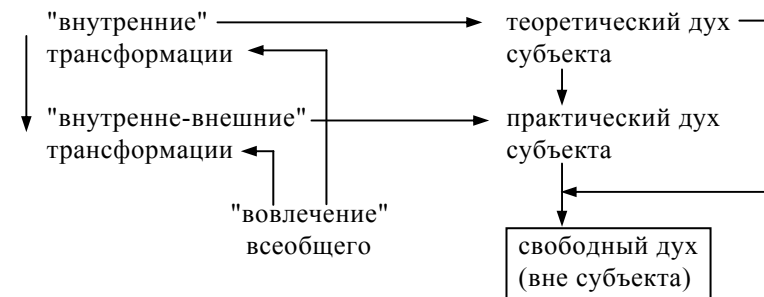 "внутренние"
трансформации
теоретический дух
субъекта
"внутренне-внешние"
трансформации
практический дух
субъекта
"вовлечение"
всеобщего
свободный дух
(вне субъекта)